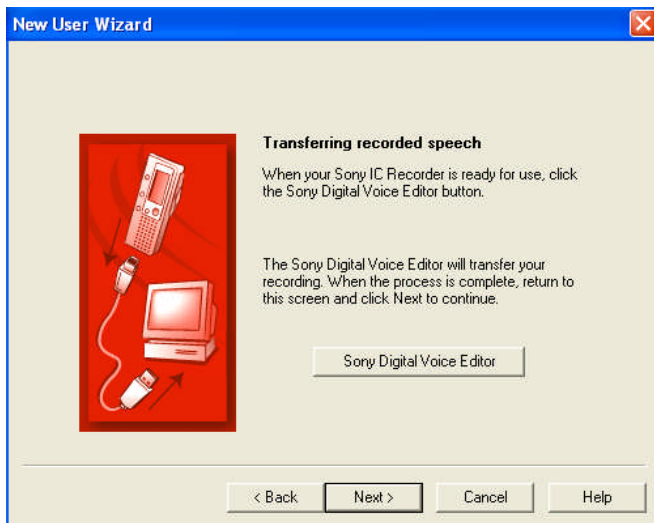 New User Wizard
Transferring recorded speech
When your Sony IC Recorder is ready for use, click
the Sony Digital Voice Editor button.
The Sony Digital Voice Editor will transfer your
recording. When the process is complete, return to
this screen and click Next to continue.
Sony Digital Voice Editor
< Back
Next >
Cancel
Help